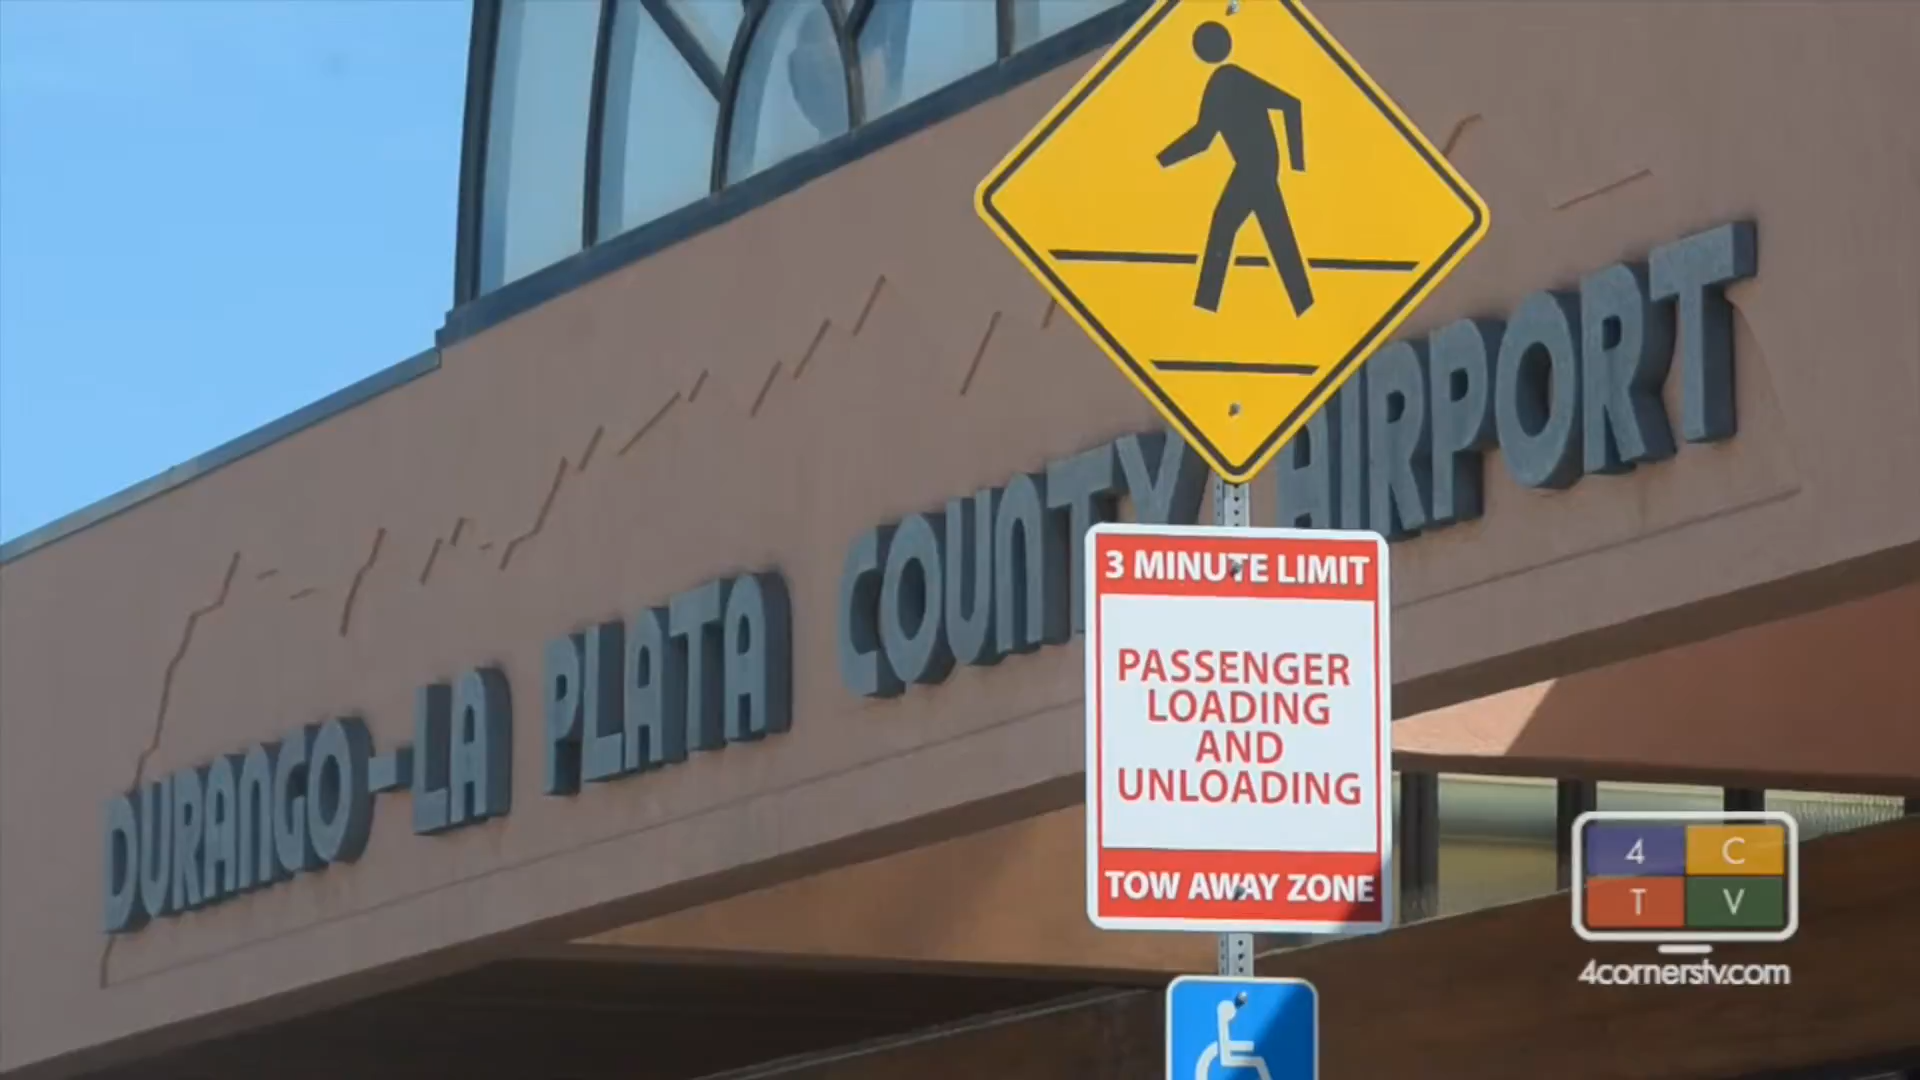 DURANGO-LA PLATA COUNTY AIRPORT
3 MINUTE LIMIT
PASSENGER
LOADING
AND
UNLOADING
TOW AWAY ZONE
4 C
T V
4cornerstv.com